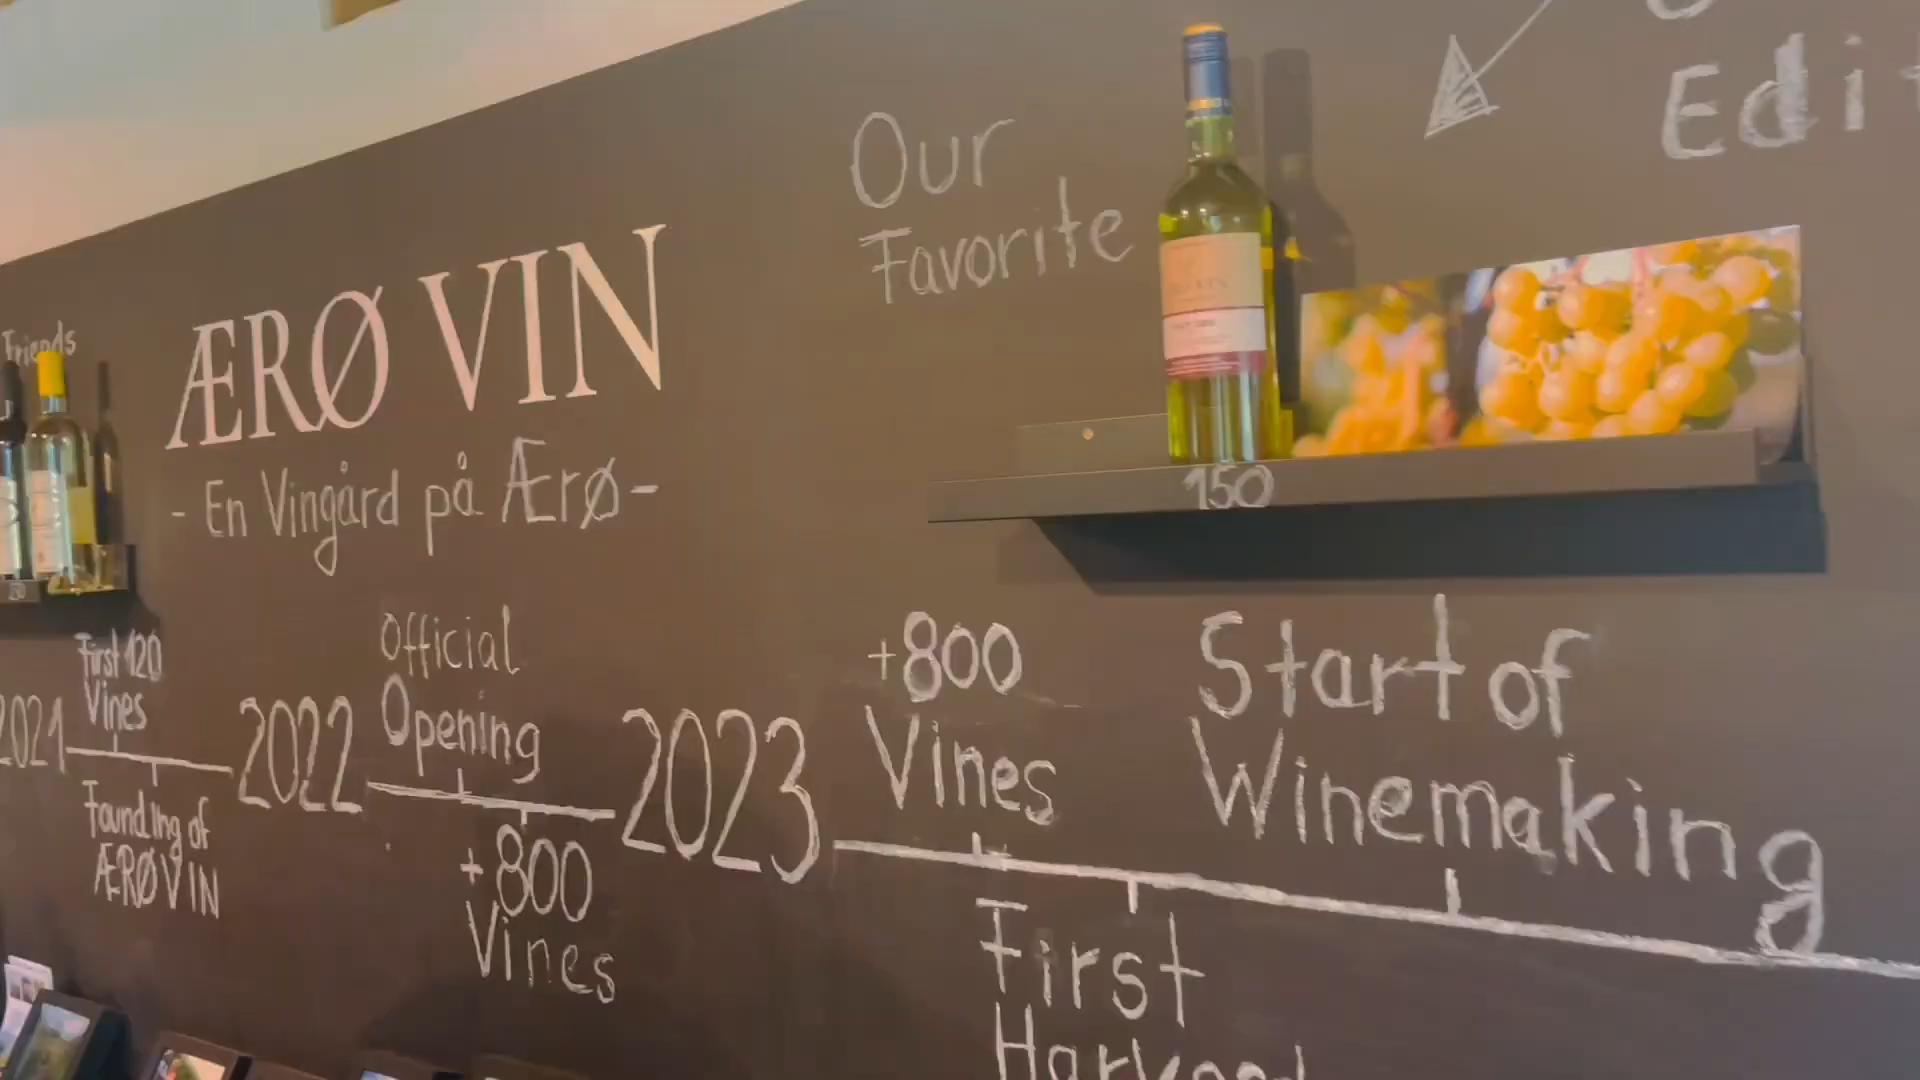 Our
Favorite
Edit
Friends
ÆRØ VIN
- En Vingård på Ærø -
150
2021
First 120
Vines
Founding of
ÆRØ VIN
2022
Official
Opening
+800
Vines
2023
+800
Vines
First
Start of
Winemaking